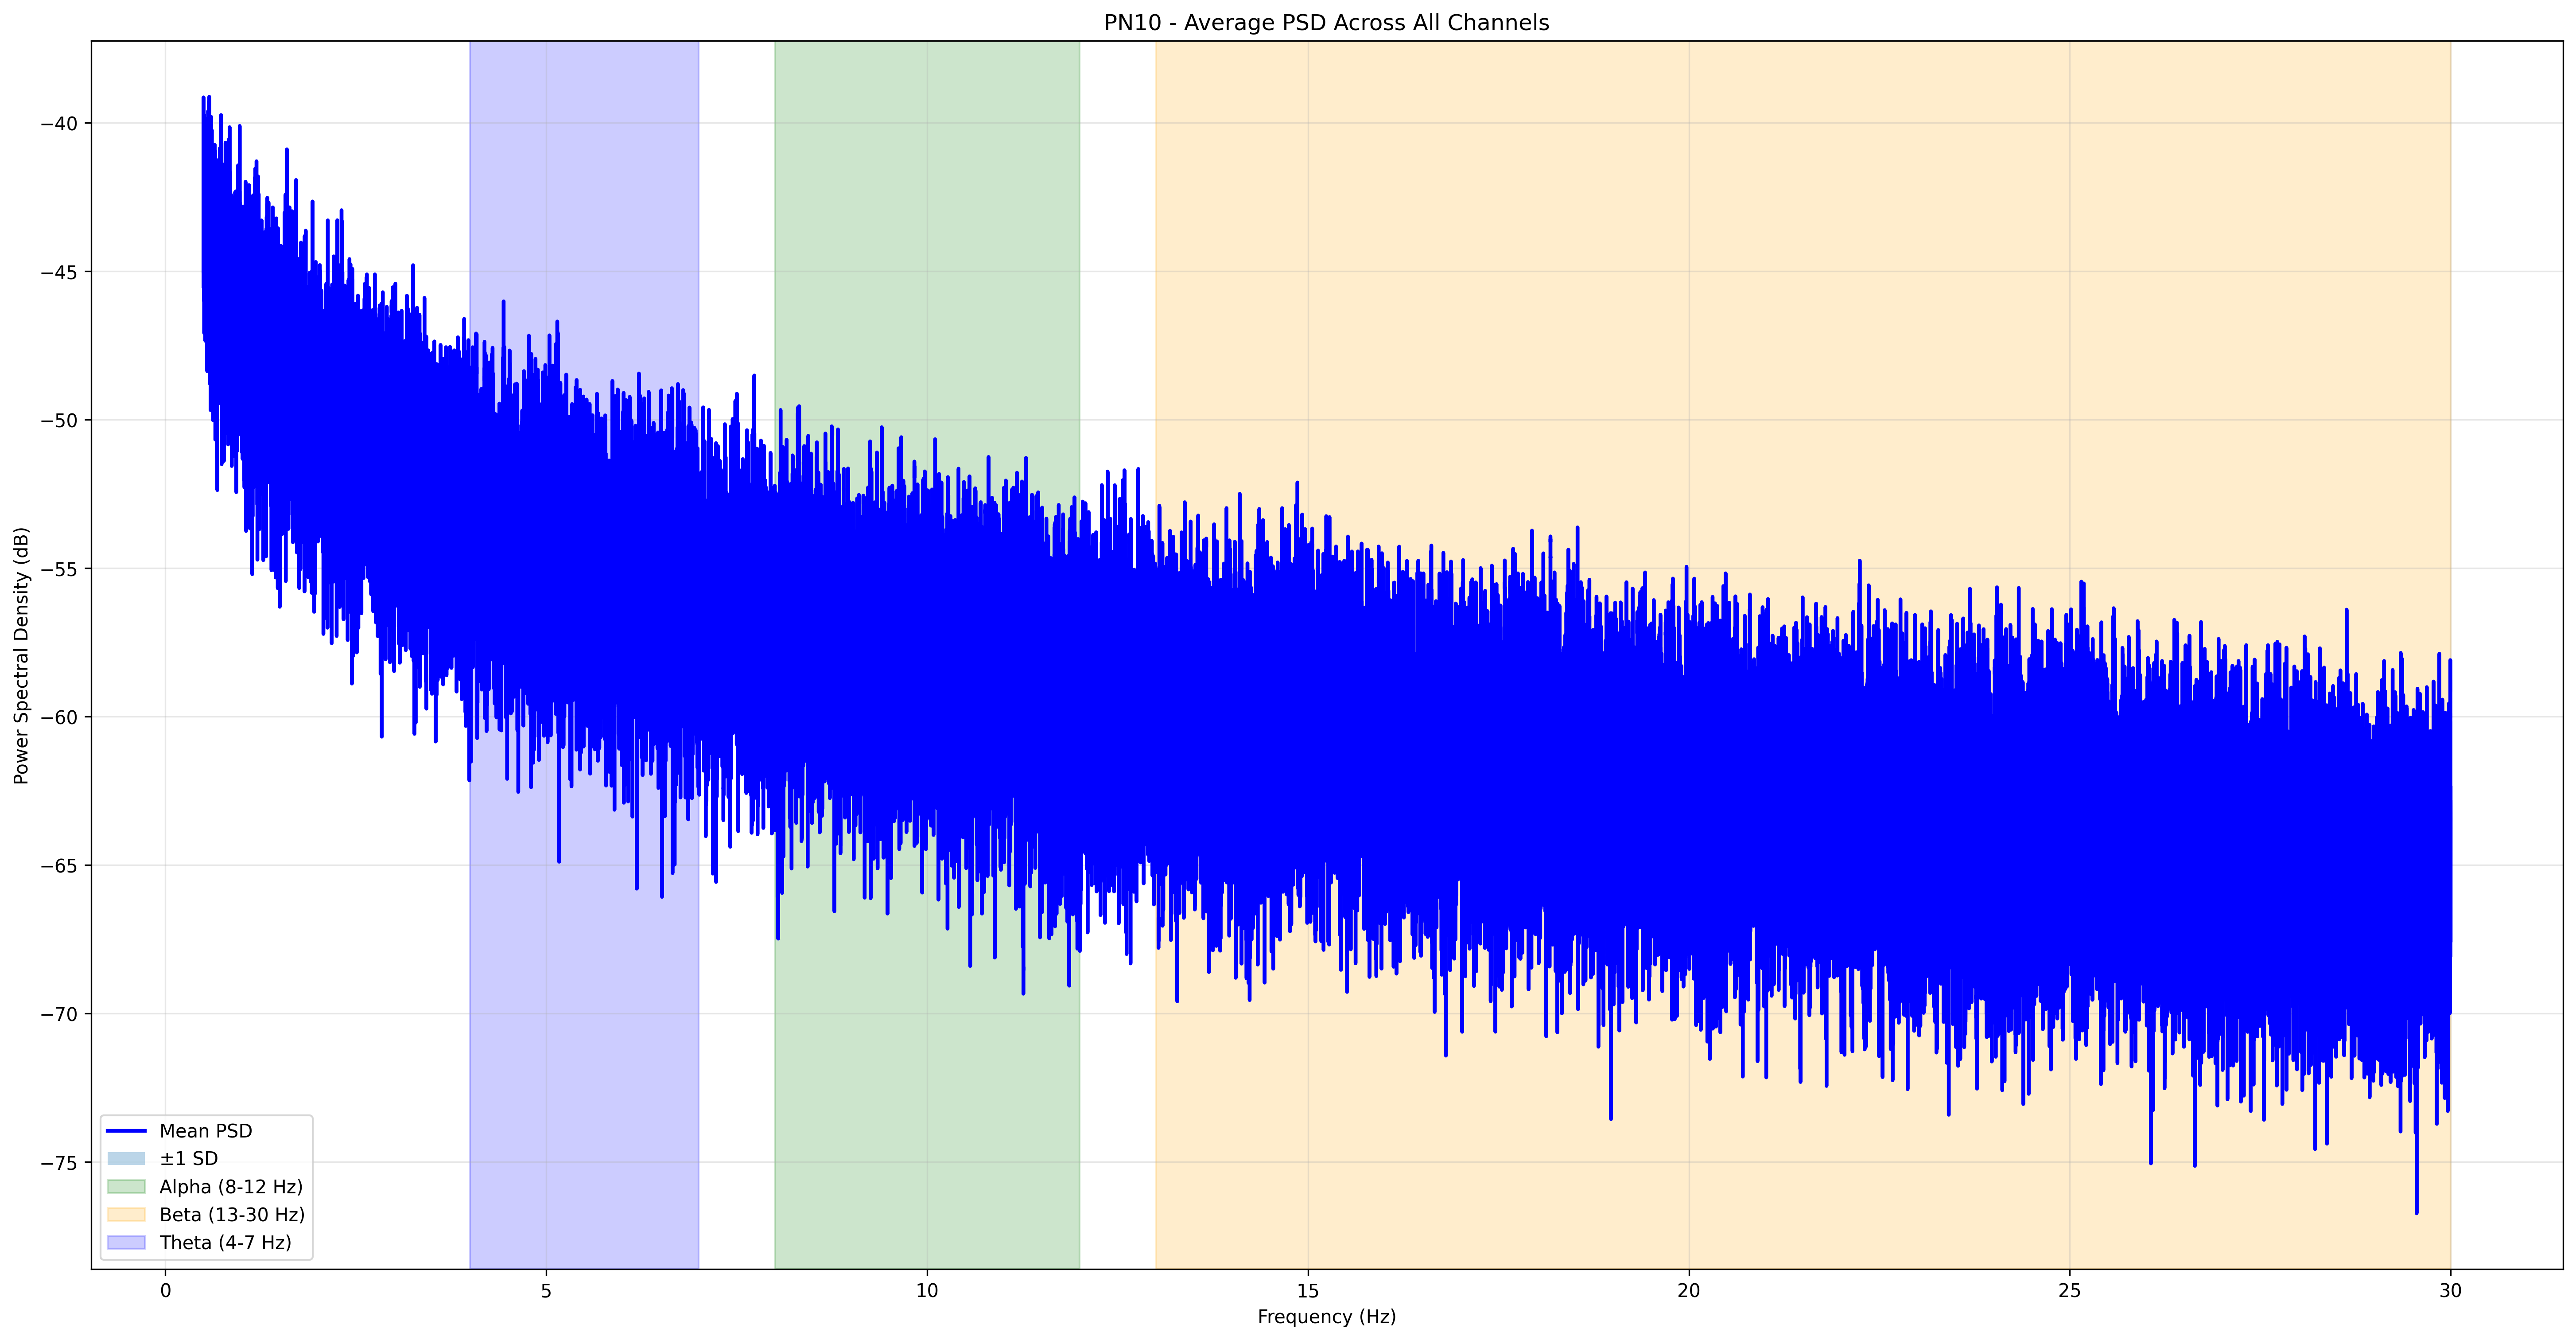 PN10 - Average PSD Across All Channels
Power Spectral Density (dB)
−40
−45
−50
−55
−60
−65
−70
−75
Mean PSD
±1 SD
Alpha (8-12 Hz)
Beta (13-30 Hz)
Theta (4-7 Hz)
0 5 10 15 20 25 30
Frequency (Hz)